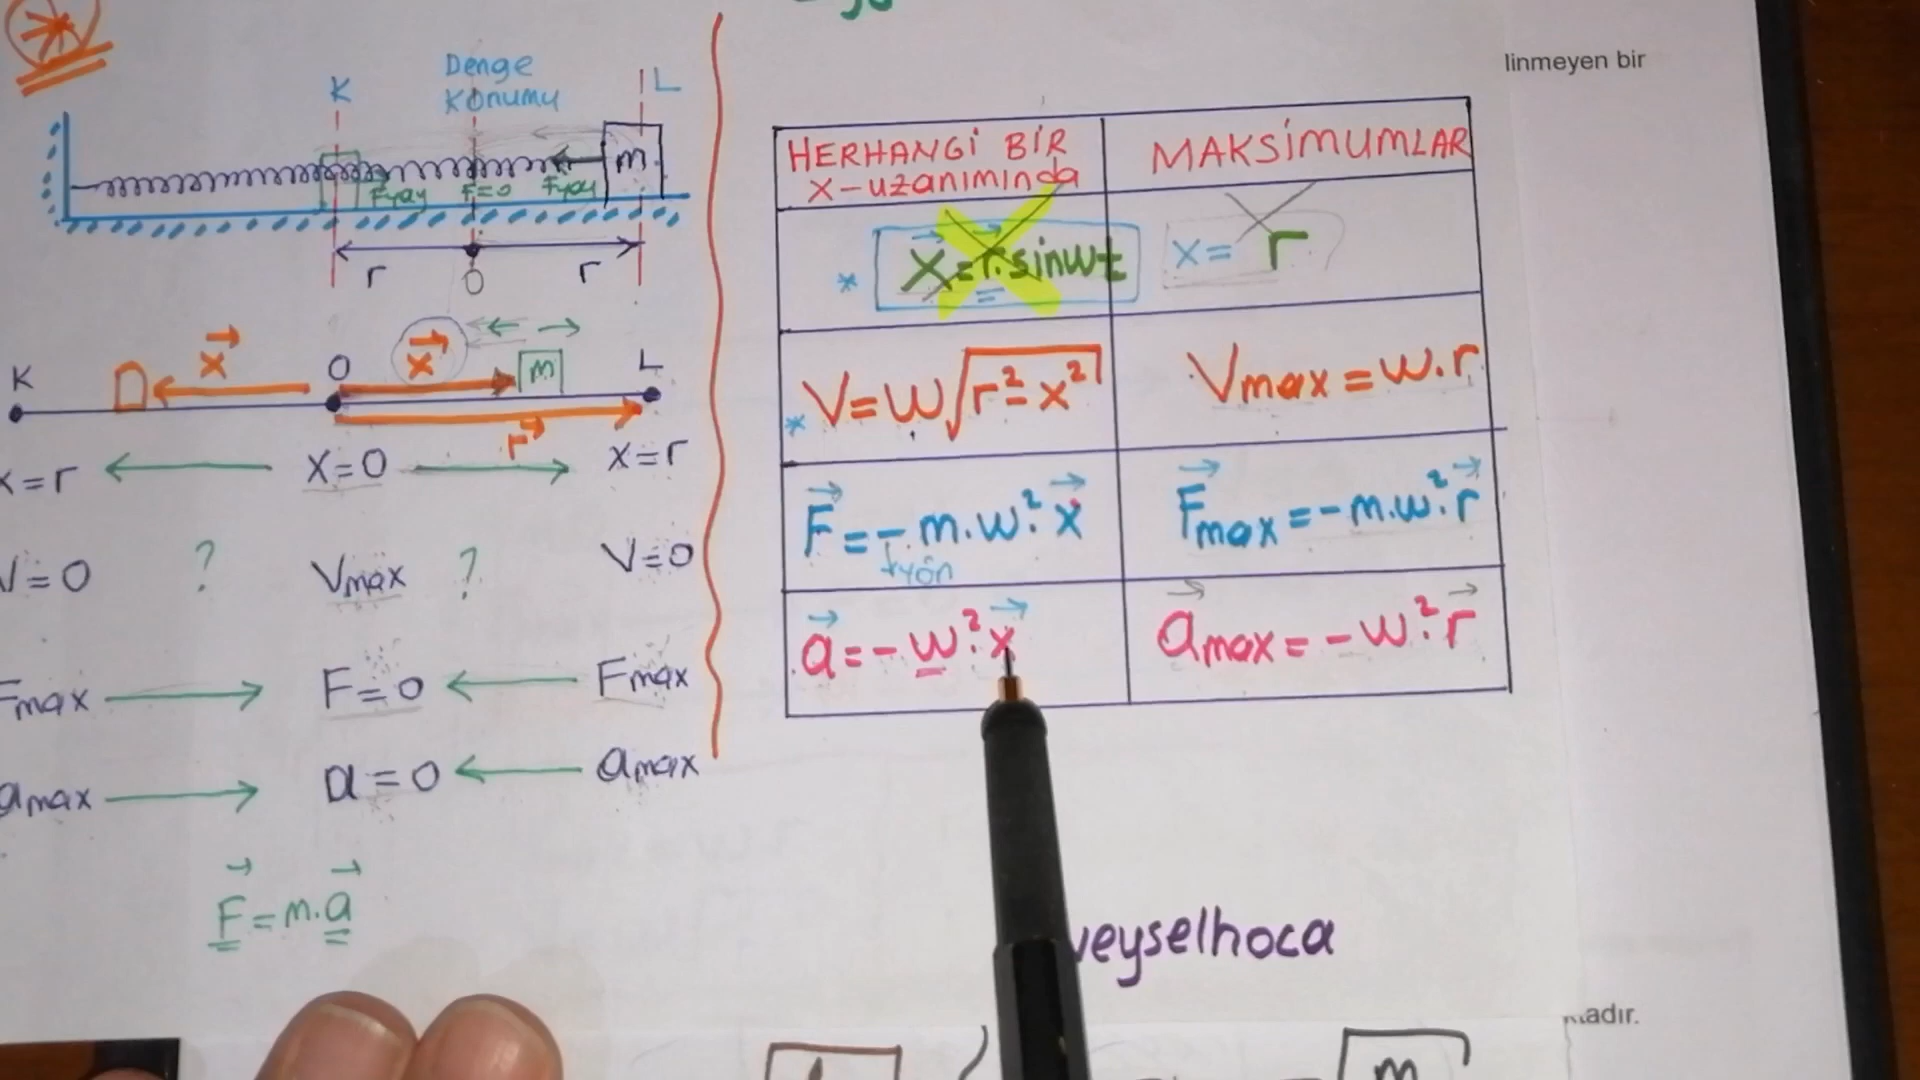 linmeyen bir
Denge
Konumu
K
L
m
Fyay F=0 Fyay
r
O
r
HERHANGİ BİR
x-uzanımında
MAKSİMUMLAR
* x=r.sinwt
x= r
* V=w√r²-x²
Vmax=w.r
F=-m.w².x
yön
Fmax=-m.w².r
a=-w².x
amax=-w².r
K
x
O
x
m
L
r
x=r
X=0
x=r
V=0
?
Vmax
?
V=0
Fmax
F=0
Fmax
amax
a=0
amax
F=m.a
veyselhoca
adır.
m